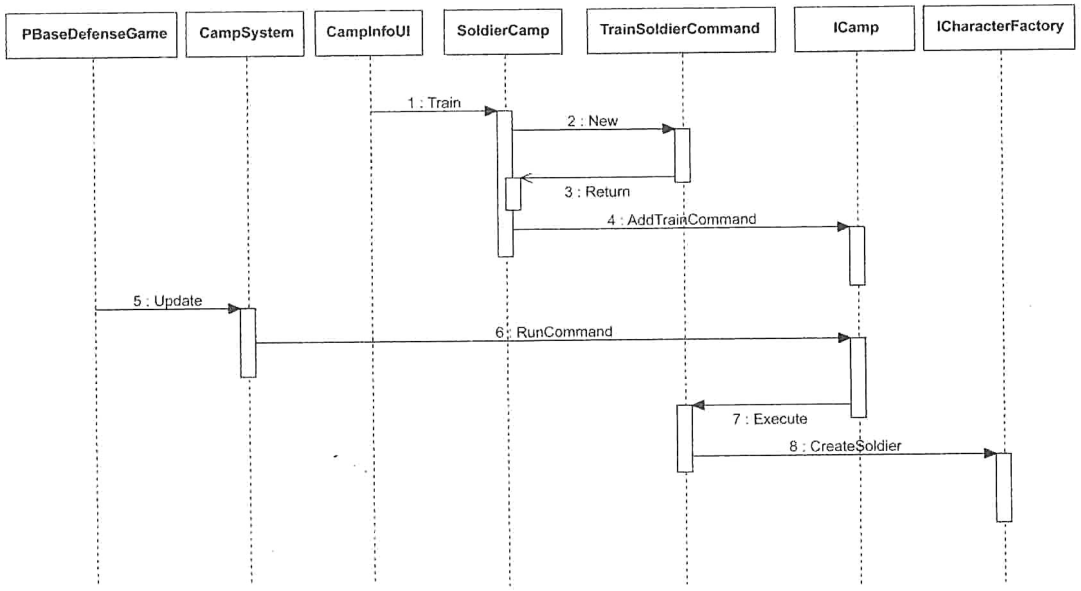 PBaseDefenseGame
CampSystem
CampInfoUI
SoldierCamp
TrainSoldierCommand
ICamp
ICharacterFactory
1 : Train
2 : New
3 : Return
4 : AddTrainCommand
5 : Update
6 : RunCommand
7 : Execute
8 : CreateSoldier